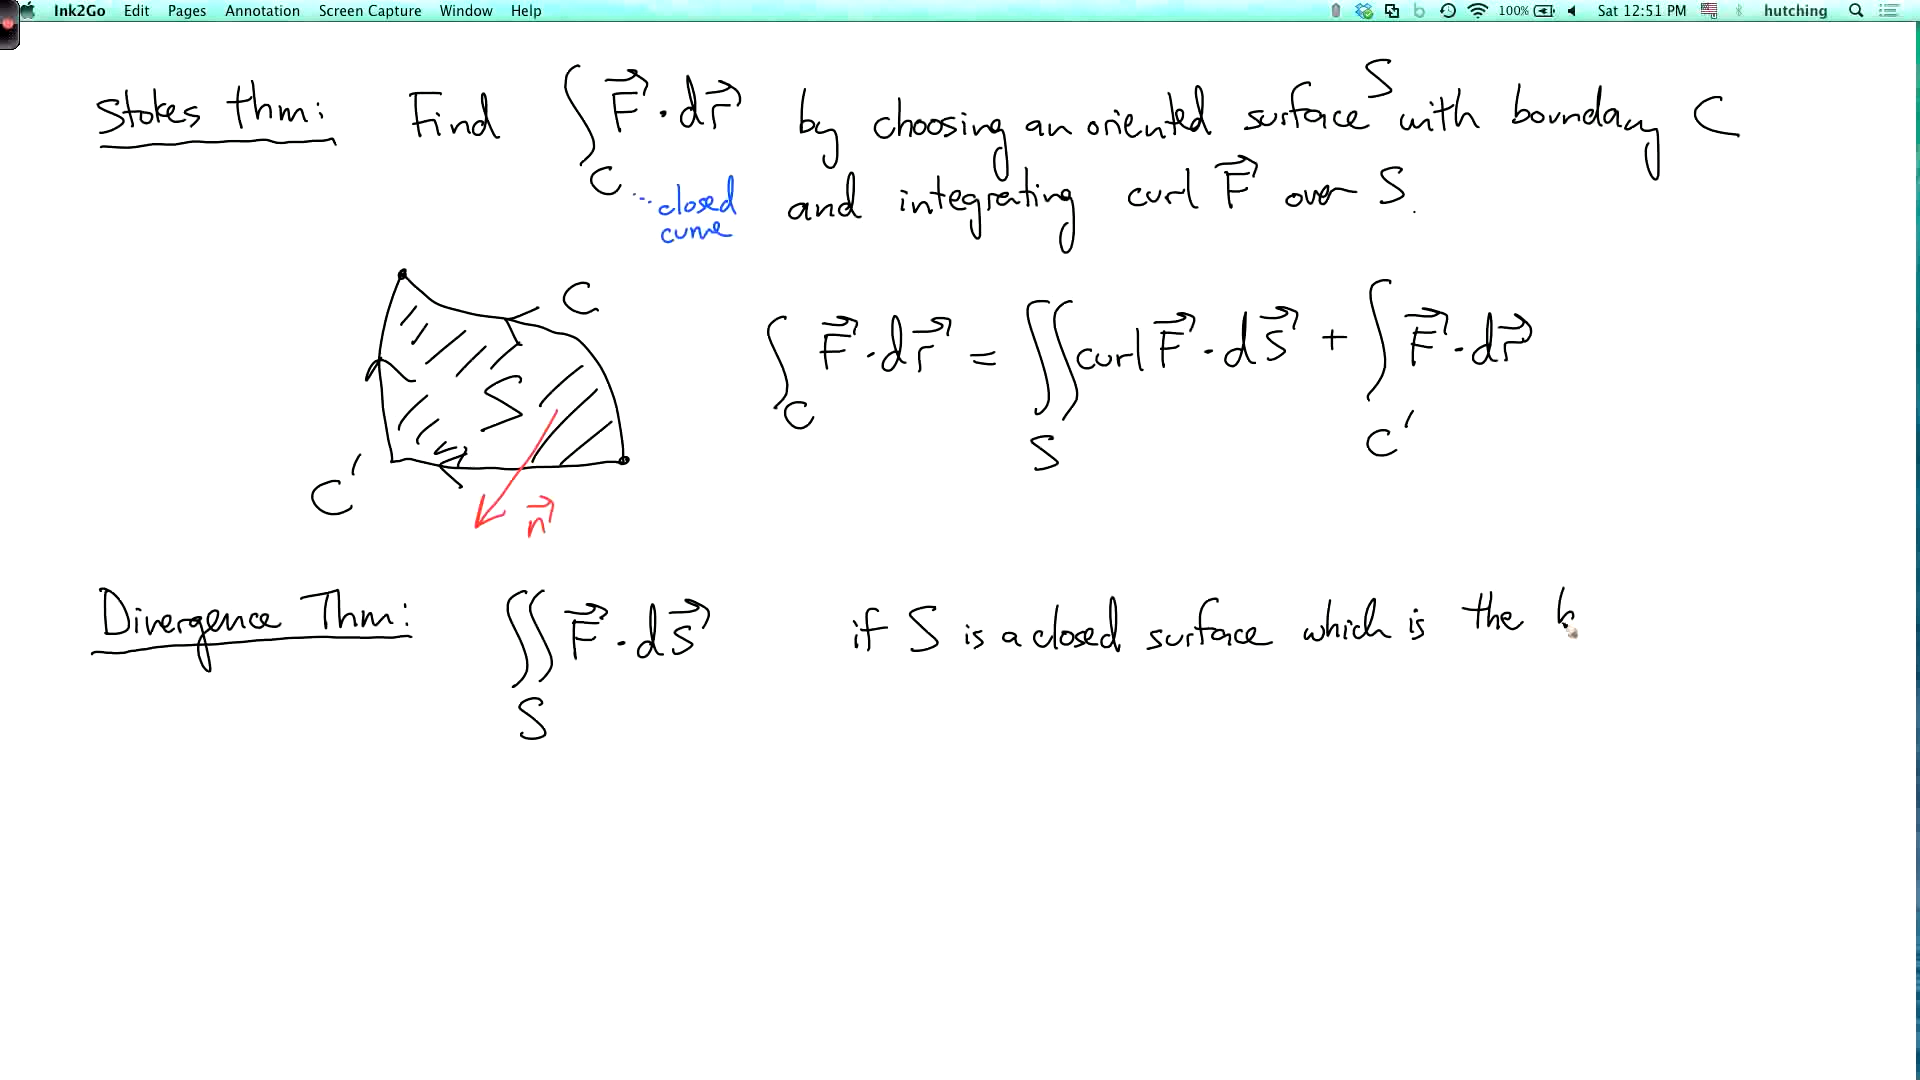 Ink2Go Edit Pages Annotation Screen Capture Window Help 100% Sat 12:51 PM hutching
Stokes thm: Find ∫_C F⃗ · dr⃗ by choosing an oriented surface S with boundary C
closed curve
and integrating curl F⃗ over S.
C
S
C'
n⃗
∫_C F⃗ · dr⃗ = ∬_S curl F⃗ · dS⃗ + ∫_C' F⃗ · dr⃗
Divergence Thm: ∬_S F⃗ · dS⃗ if S is a closed surface which is the b